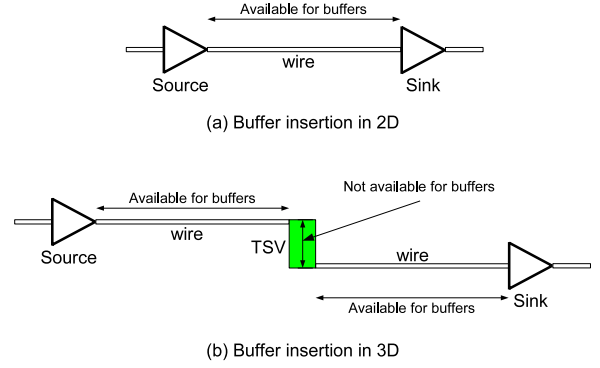 Available for buffers
wire
Source
Sink
(a) Buffer insertion in 2D
Available for buffers
Not available for buffers
wire
TSV
Source
wire
Available for buffers
Sink
(b) Buffer insertion in 3D